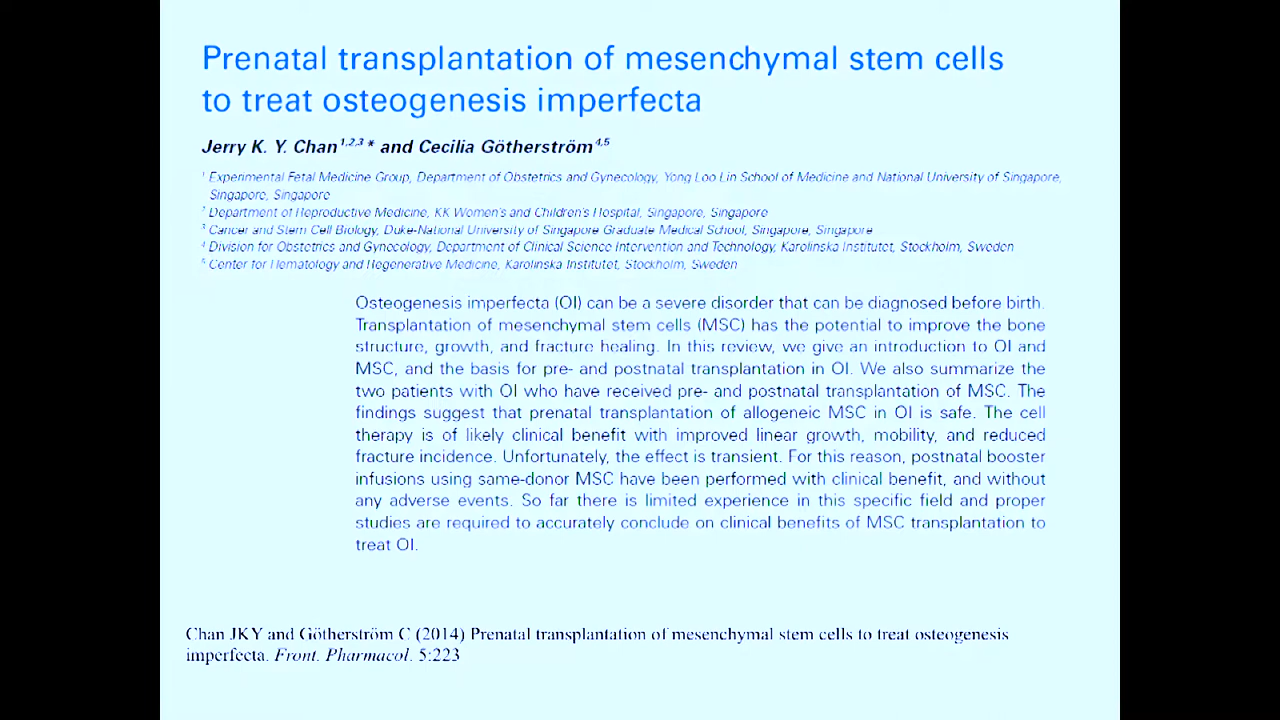 Prenatal transplantation of mesenchymal stem cells
to treat osteogenesis imperfecta
Jerry K. Y. Chan1,2,3* and Cecilia Götherström4,5
1 Experimental Fetal Medicine Group, Department of Obstetrics and Gynecology, Yong Loo Lin School of Medicine and National University of Singapore,
Singapore, Singapore
2 Department of Reproductive Medicine, KK Women's and Children's Hospital, Singapore, Singapore
3 Cancer and Stem Cell Biology, Duke-National University of Singapore Graduate Medical School, Singapore, Singapore
4 Division for Obstetrics and Gynecology, Department of Clinical Science Intervention and Technology, Karolinska Institutet, Stockholm, Sweden
5 Center for Hematology and Regenerative Medicine, Karolinska Institutet, Stockholm, Sweden
Osteogenesis imperfecta (OI) can be a severe disorder that can be diagnosed before birth.
Transplantation of mesenchymal stem cells (MSC) has the potential to improve the bone
structure, growth, and fracture healing. In this review, we give an introduction to OI and
MSC, and the basis for pre- and postnatal transplantation in OI. We also summarize the
two patients with OI who have received pre- and postnatal transplantation of MSC. The
findings suggest that prenatal transplantation of allogeneic MSC in OI is safe. The cell
therapy is of likely clinical benefit with improved linear growth, mobility, and reduced
fracture incidence. Unfortunately, the effect is transient. For this reason, postnatal booster
infusions using same-donor MSC have been performed with clinical benefit, and without
any adverse events. So far there is limited experience in this specific field and proper
studies are required to accurately conclude on clinical benefits of MSC transplantation to
treat OI.
Chan JKY and Götherström C (2014) Prenatal transplantation of mesenchymal stem cells to treat osteogenesis
imperfecta. Front. Pharmacol. 5:223